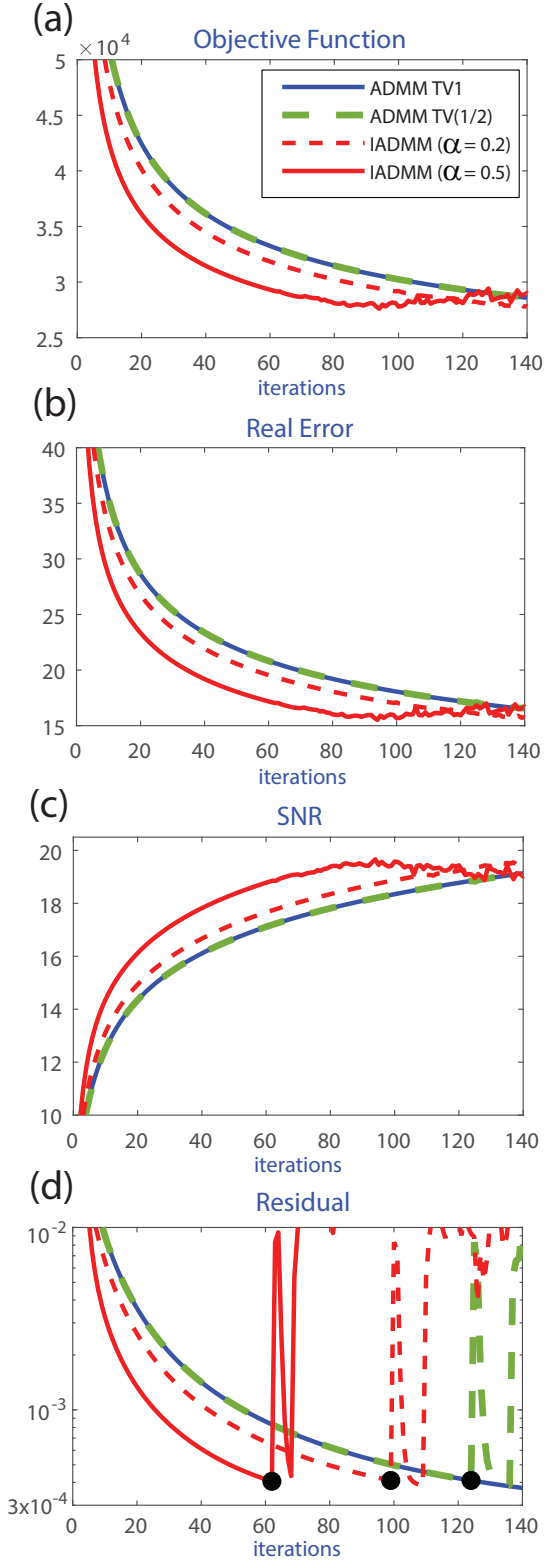 (a)
Objective Function
× 10⁴
5
4.5
4
3.5
3
2.5
ADMM TV1
ADMM TV(1/2)
IADMM (α = 0.2)
IADMM (α = 0.5)
0 20 40 60 80 100 120 140
iterations
(b)
Real Error
40
35
30
25
20
15
0 20 40 60 80 100 120 140
iterations
(c)
SNR
20
18
16
14
12
10
0 20 40 60 80 100 120 140
iterations
(d)
Residual
10⁻²
10⁻³
3x10⁻⁴
0 20 40 60 80 100 120 140
iterations